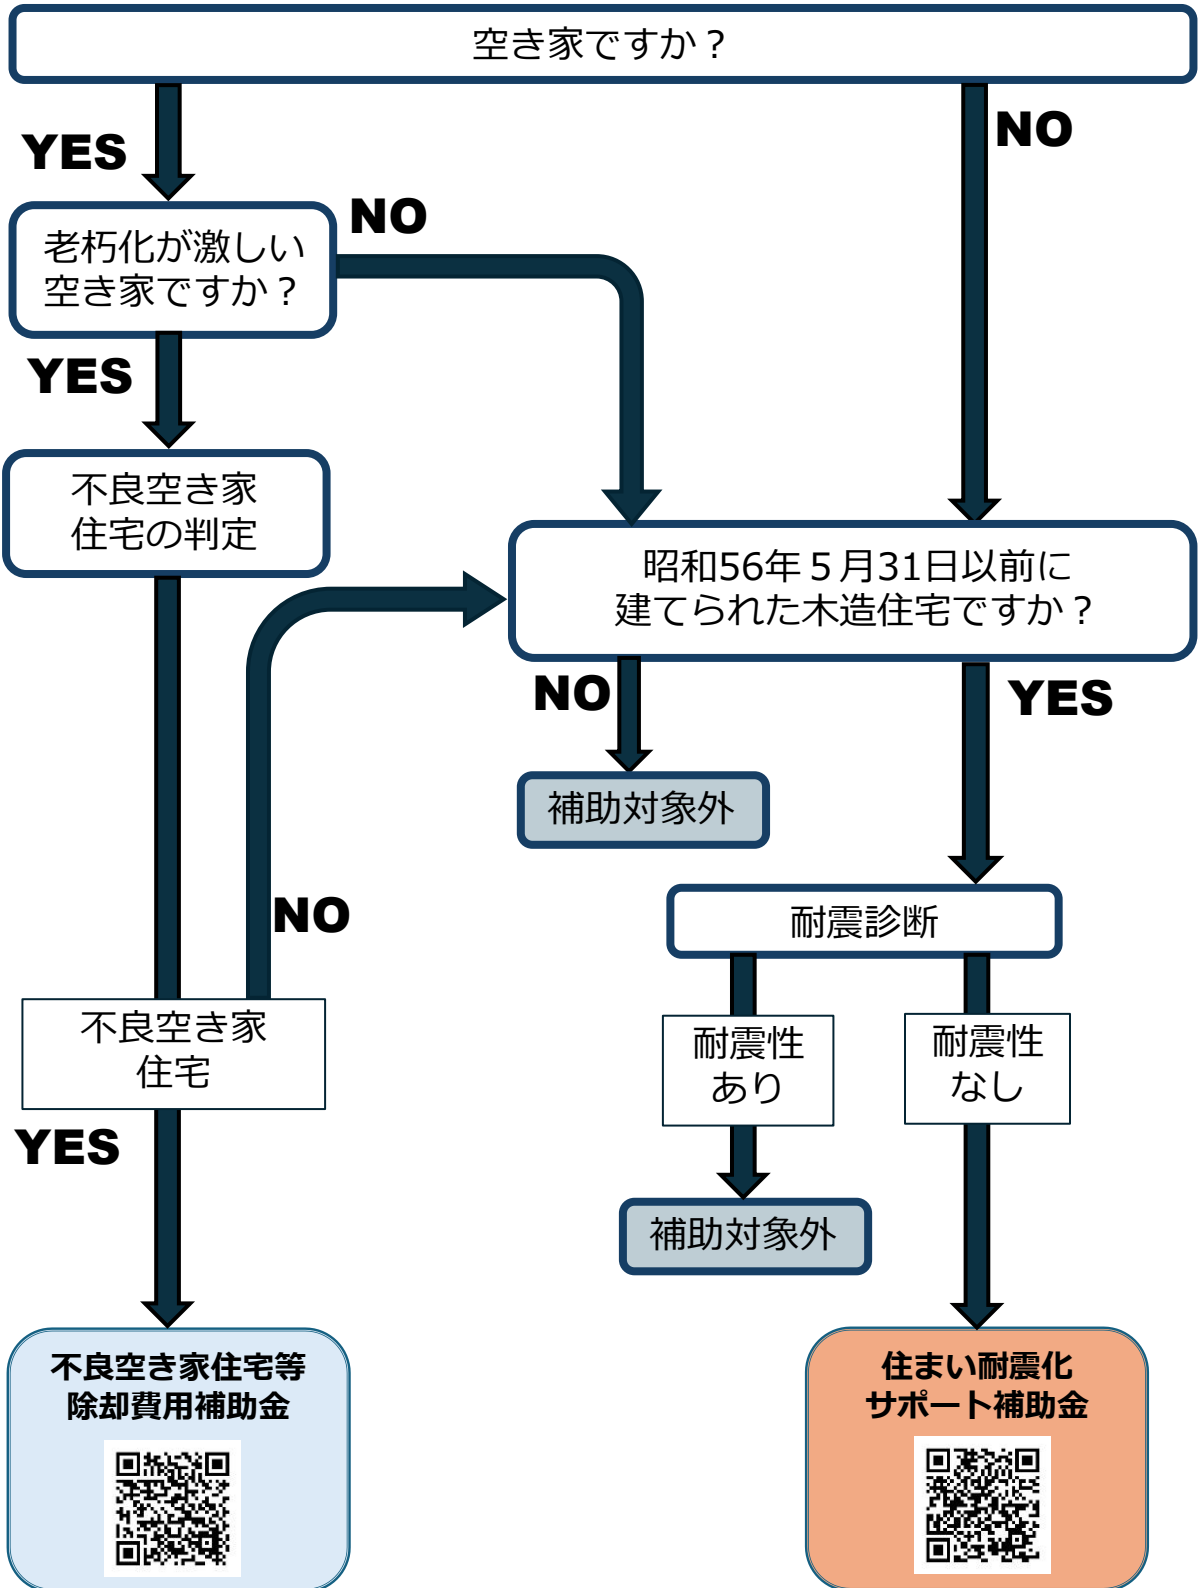 空き家ですか？
YES
NO
老朽化が激しい
空き家ですか？
NO
YES
不良空き家
住宅の判定
昭和56年５月31日以前に
建てられた木造住宅ですか？
NO
YES
補助対象外
耐震診断
NO
不良空き家
住宅
耐震性
あり
耐震性
なし
YES
補助対象外
不良空き家住宅等
除却費用補助金
住まい耐震化
サポート補助金